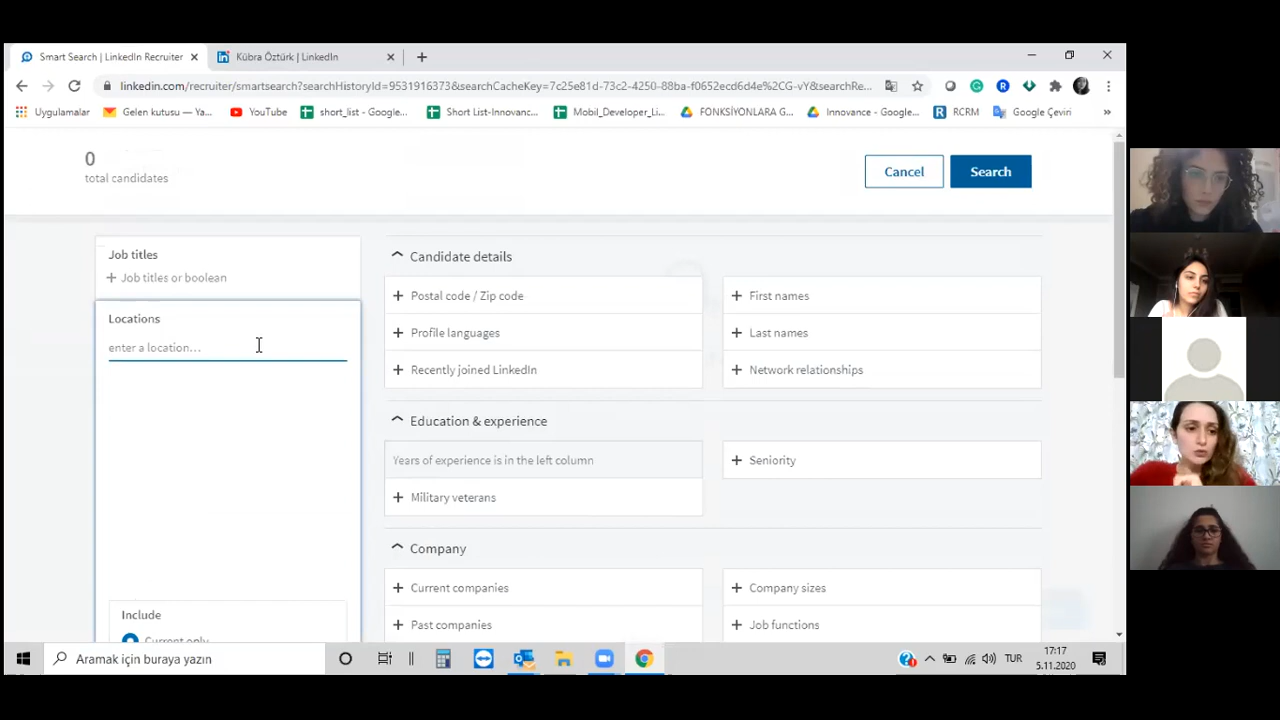 Smart Search | LinkedIn Recruiter
Kübra Öztürk | LinkedIn
linkedin.com/recruiter/smartsearch?searchHistoryId=9531916373&searchCacheKey=7c25e81d-73c2-4250-88ba-f0652ecd6d4e%2CG-vY&searchRe...
Uygulamalar
Gelen kutusu — Ya...
YouTube
short_list - Google...
Short List-Innovanc...
Mobil_Developer_Li...
FONKSİYONLARA G...
Innovance - Google...
RCRM
Google Çeviri
0
total candidates
Cancel
Search
Job titles
+ Job titles or boolean
Locations
enter a location...
Include
Current only
Candidate details
+ Postal code / Zip code
+ First names
+ Profile languages
+ Last names
+ Recently joined LinkedIn
+ Network relationships
Education & experience
Years of experience is in the left column
+ Seniority
+ Military veterans
Company
+ Current companies
+ Company sizes
+ Past companies
+ Job functions
Aramak için buraya yazın
TUR
17:17
5.11.2020